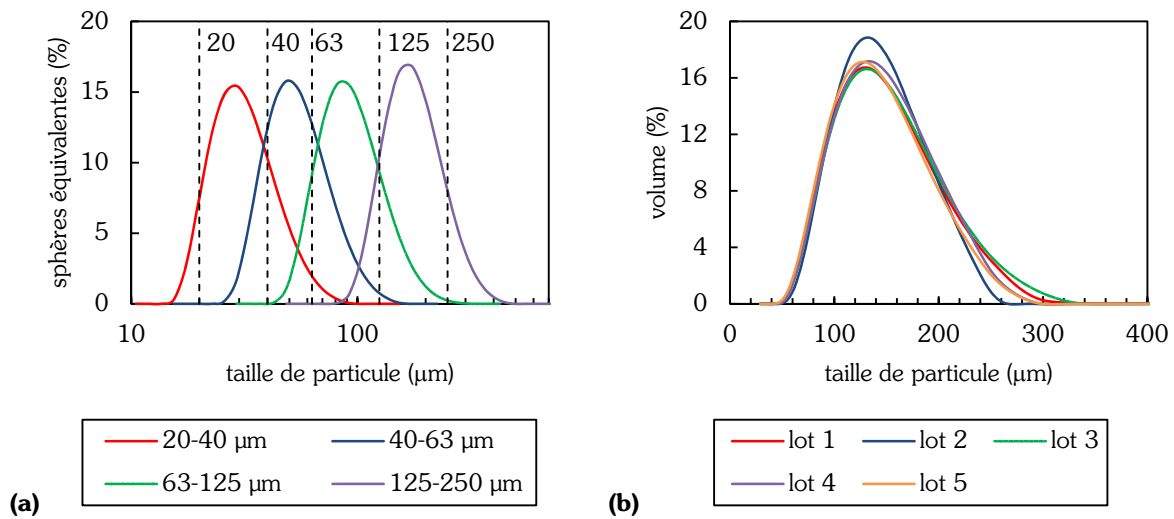 20
15
10
5
0
sphères équivalentes (%)
20 40 63 125 250
10 100
taille de particule (µm)
20-40 µm 40-63 µm
63-125 µm 125-250 µm
(a)
20
16
12
8
4
0
volume (%)
0 100 200 300 400
taille de particule (µm)
lot 1 lot 2 lot 3
lot 4 lot 5
(b)